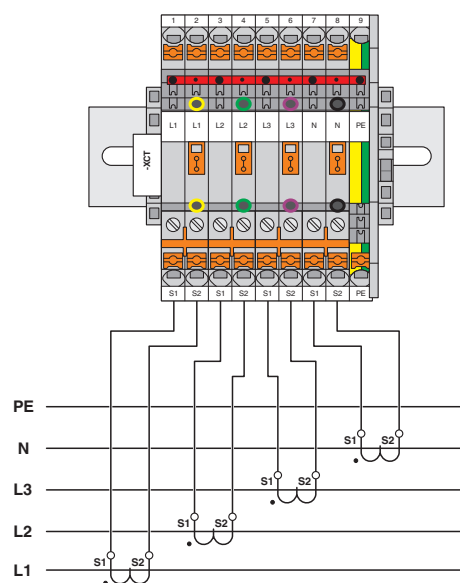 1 2 3 4 5 6 7 8 9
L1 L1 L2 L2 L3 L3 N N PE
-XCT
S1 S2 S1 S2 S1 S2 S1 S2 PE
PE
S1 S2
N
S1 S2
L3
S1 S2
L2
S1 S2
L1